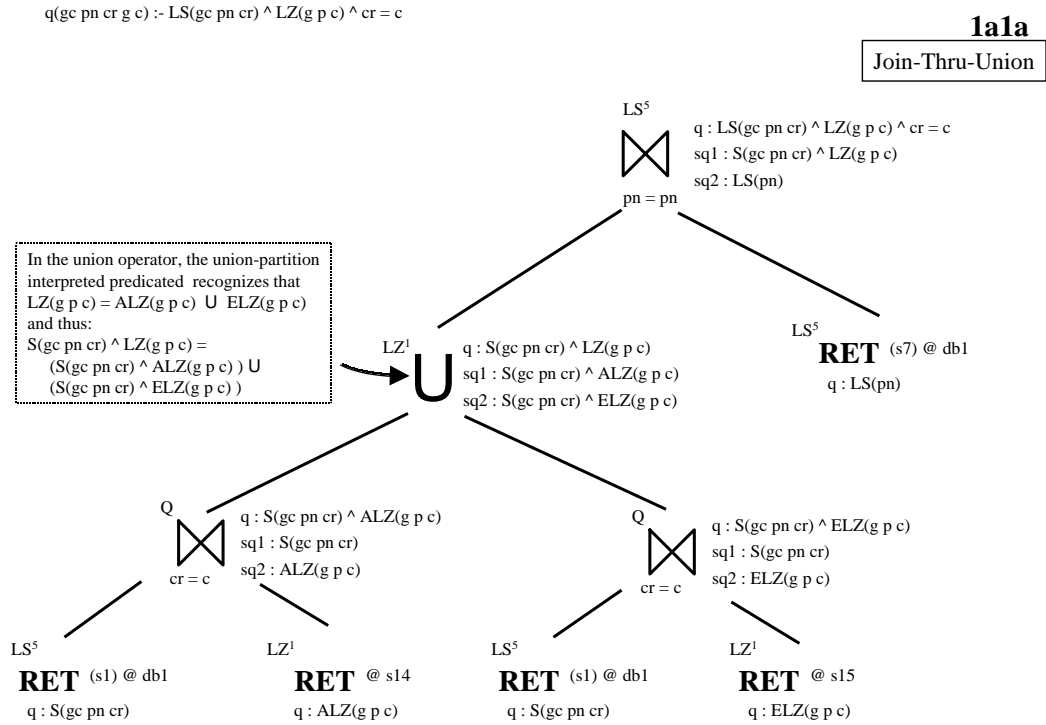 q(gc pn cr g c) :- LS(gc pn cr) ^ LZ(g p c) ^ cr = c
1a1a
Join-Thru-Union
LS⁵
q : LS(gc pn cr) ^ LZ(g p c) ^ cr = c
sq1 : S(gc pn cr) ^ LZ(g p c)
sq2 : LS(pn)
pn = pn
In the union operator, the union-partition
interpreted predicated recognizes that
LZ(g p c) = ALZ(g p c) U ELZ(g p c)
and thus:
S(gc pn cr) ^ LZ(g p c) =
(S(gc pn cr) ^ ALZ(g p c) ) U
(S(gc pn cr) ^ ELZ(g p c) )
LZ¹
U
q : S(gc pn cr) ^ LZ(g p c)
sq1 : S(gc pn cr) ^ ALZ(g p c)
sq2 : S(gc pn cr) ^ ELZ(g p c)
LS⁵
RET (s7) @ db1
q : LS(pn)
Q
q : S(gc pn cr) ^ ALZ(g p c)
sq1 : S(gc pn cr)
sq2 : ALZ(g p c)
cr = c
Q
q : S(gc pn cr) ^ ELZ(g p c)
sq1 : S(gc pn cr)
sq2 : ELZ(g p c)
cr = c
LS⁵
RET (s1) @ db1
q : S(gc pn cr)
LZ¹
RET @ s14
q : ALZ(g p c)
LS⁵
RET (s1) @ db1
q : S(gc pn cr)
LZ¹
RET @ s15
q : ELZ(g p c)